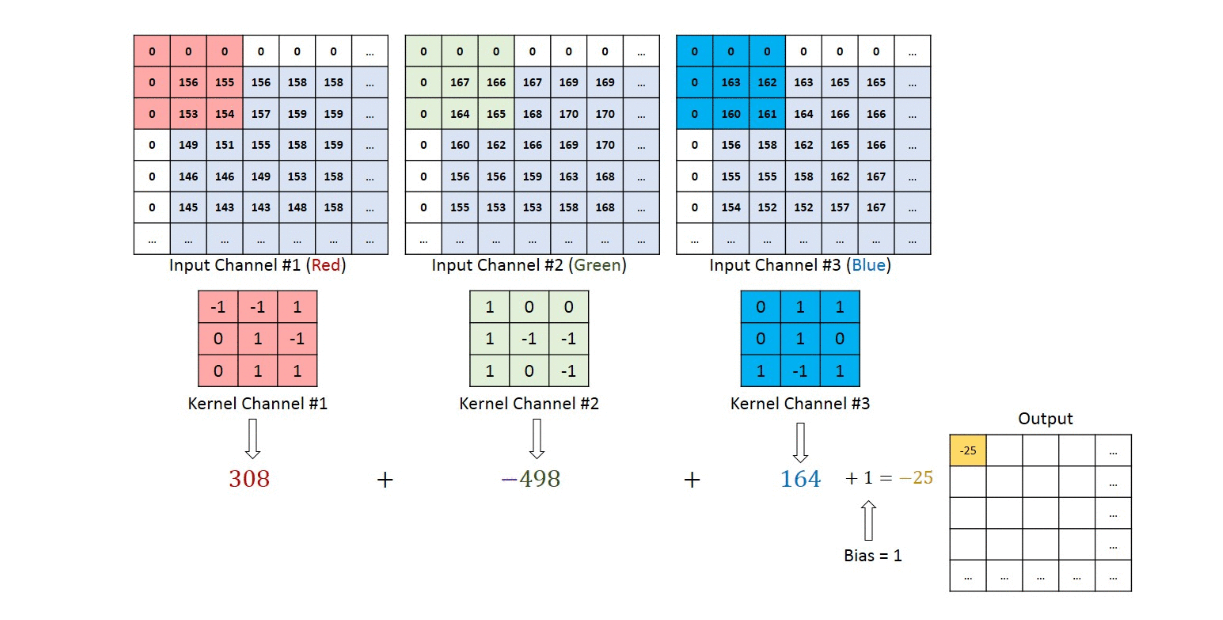 0 0 0 0 0 0 ... 0 0 0 0 0 0 ... 0 0 0 0 0 0 ...
0 156 155 156 158 158 ... 0 167 166 167 169 169 ... 0 163 162 163 165 165 ...
0 153 154 157 159 159 ... 0 164 165 168 170 170 ... 0 160 161 164 166 166 ...
0 149 151 155 158 159 ... 0 160 162 166 169 170 ... 0 156 158 162 165 166 ...
0 146 146 149 153 158 ... 0 156 156 159 163 168 ... 0 155 155 158 162 167 ...
0 145 143 143 148 158 ... 0 155 153 153 158 168 ... 0 154 152 152 157 167 ...
... ... ... ... ... ... ... ... ... ... ... ... ... ... ... ... ... ... ... ... ...
Input Channel #1 (Red) Input Channel #2 (Green) Input Channel #3 (Blue)
-1 -1 1 1 0 0 0 1 1
0 1 -1 1 -1 -1 0 1 0
0 1 1 1 0 -1 1 -1 1
Kernel Channel #1 Kernel Channel #2 Kernel Channel #3
308 + −498 + 164 + 1 = −25
Bias = 1
Output
-25 ...
...
...
...
... ... ... ... ...